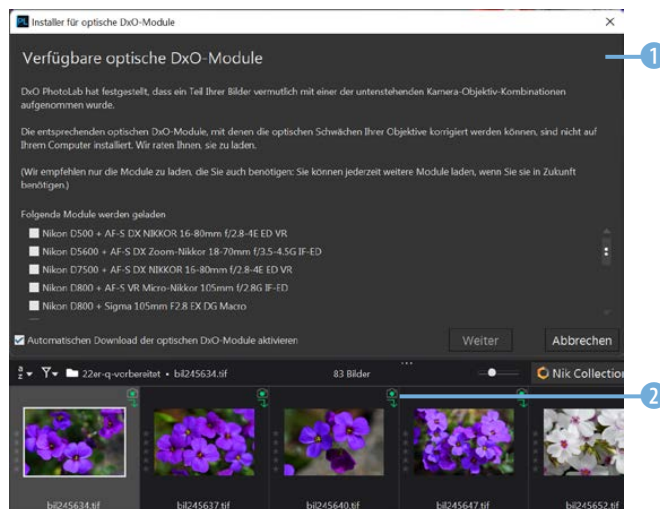 PL Installer für optische DxO-Module
Verfügbare optische DxO-Module
1
DxO PhotoLab hat festgestellt, dass ein Teil Ihrer Bilder vermutlich mit einer der untenstehenden Kamera-Objektiv-Kombinationen
aufgenommen wurde.
Die entsprechenden optischen DxO-Module, mit denen die optischen Schwächen Ihrer Objektive korrigiert werden können, sind nicht auf
Ihrem Computer installiert. Wir raten Ihnen, sie zu laden.
(Wir empfehlen nur die Module zu laden, die Sie auch benötigen: Sie können jederzeit weitere Module laden, wenn Sie sie in Zukunft
benötigen.)
Folgende Module werden geladen
Nikon D500 + AF-S DX NIKKOR 16-80mm f/2.8-4E ED VR
Nikon D5600 + AF-S DX Zoom-Nikkor 18-70mm f/3.5-4.5G IF-ED
Nikon D7500 + AF-S DX NIKKOR 16-80mm f/2.8-4E ED VR
Nikon D800 + AF-S VR Micro-Nikkor 105mm f/2.8G IF-ED
Nikon D800 + Sigma 105mm F2.8 EX DG Macro
Automatischen Download der optischen DxO-Module aktivieren
Weiter
Abbrechen
a z 22er-q-vorbereitet • bil245634.tif 83 Bilder Nik Collection
2
bil245634.tif bil245637.tif bil245640.tif bil245647.tif bil245652.tif